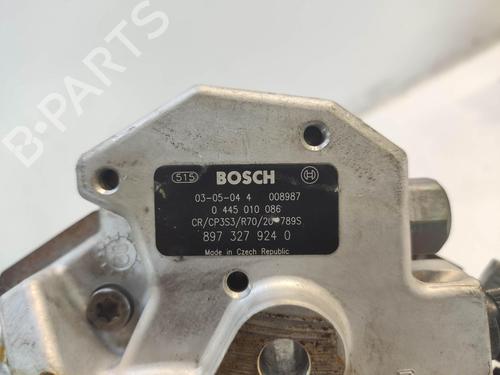 B-PARTS
515 BOSCH
03-05-04 4 008987
0 445 010 086
CR/CP3S3/R70/20-789S
897 327 924 0
Made in Czech Republic